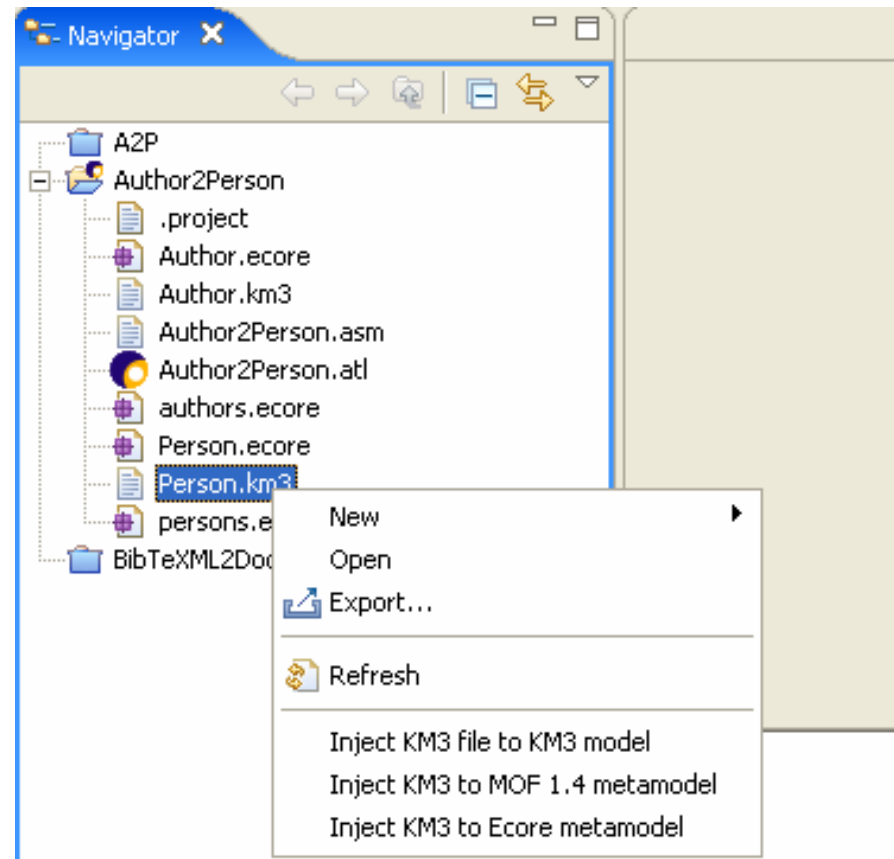 Navigator
A2P
Author2Person
.project
Author.ecore
Author.km3
Author2Person.asm
Author2Person.atl
authors.ecore
Person.ecore
Person.km3
persons.e
BibTeXML2Doc
New
Open
Export...
Refresh
Inject KM3 file to KM3 model
Inject KM3 to MOF 1.4 metamodel
Inject KM3 to Ecore metamodel